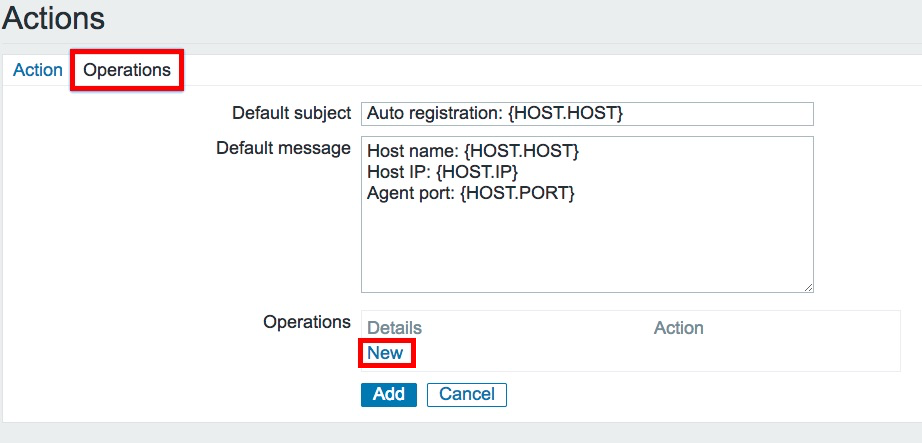 Actions
Action Operations
Default subject Auto registration: {HOST.HOST}
Default message Host name: {HOST.HOST}
Host IP: {HOST.IP}
Agent port: {HOST.PORT}
Operations Details Action
New
Add Cancel